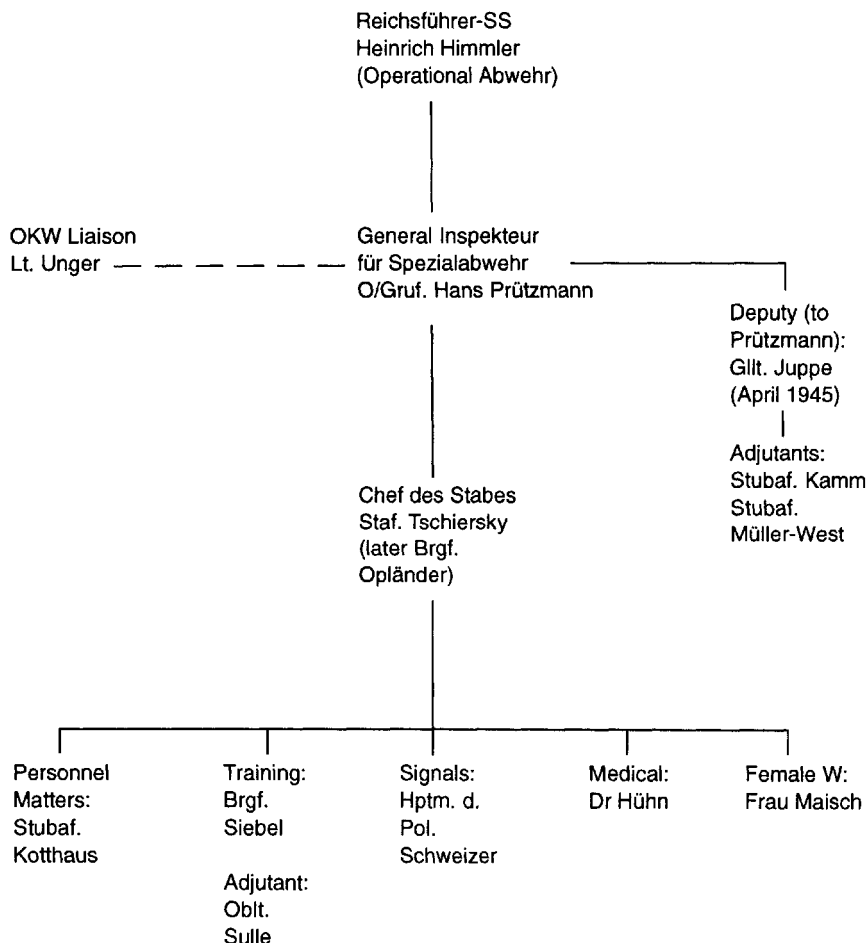 Reichsführer-SS
Heinrich Himmler
(Operational Abwehr)
OKW Liaison
Lt. Unger
General Inspekteur
für Spezialabwehr
O/Gruf. Hans Prützmann
Deputy (to
Prützmann):
Gllt. Juppe
(April 1945)
Adjutants:
Stubaf. Kamm
Stubaf.
Müller-West
Chef des Stabes
Staf. Tschiersky
(later Brgf.
Opländer)
Personnel
Matters:
Stubaf.
Kotthaus
Training:
Brgf.
Siebel
Adjutant:
Oblt.
Sulle
Signals:
Hptm. d.
Pol.
Schweizer
Medical:
Dr Hühn
Female W:
Frau Maisch